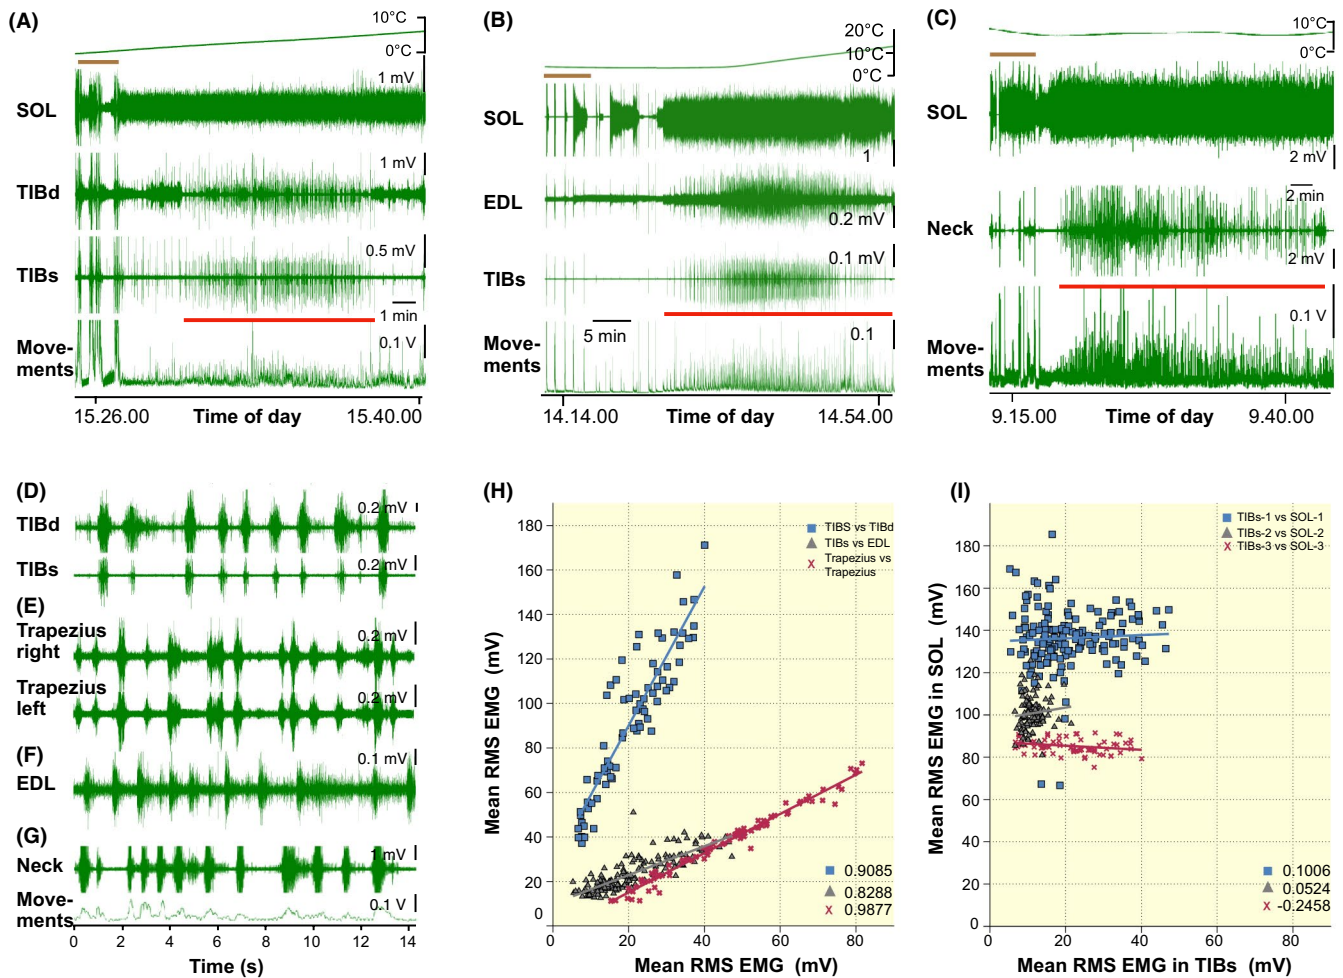 (A)
10°C
0°C
1 mV
SOL
1 mV
TIBd
0.5 mV
TIBs
1 min
0.1 V
Move-
ments
15.26.00 Time of day 15.40.00
(B)
20°C
10°C
0°C
SOL
1
EDL
0.2 mV
0.1 mV
TIBs
5 min
0.1
Move-
ments
14.14.00 Time of day 14.54.00
(C)
10°C
0°C
SOL
2 mV
2 min
Neck
2 mV
0.1 V
Move-
ments
9.15.00 Time of day 9.40.00
(D)
0.2 mV
TIBd
0.2 mV
TIBs
(E)
Trapezius
right
0.2 mV
Trapezius
left
0.2 mV
(F)
0.1 mV
EDL
(G)
1 mV
Neck
Move-
ments
0.1 V
0 2 4 6 8 10 12 14
Time (s)
(H)
180
160
140
120
100
80
60
40
20
0
Mean RMS EMG (mV)
TIBS vs TIBd
TIBs vs EDL
Trapezius vs
Trapezius
0.9085
0.8288
0.9877
0 20 40 60 80
Mean RMS EMG (mV)
(I)
180
160
140
120
100
80
60
40
20
0
Mean RMS EMG in SOL (mV)
TIBs-1 vs SOL-1
TIBs-2 vs SOL-2
TIBs-3 vs SOL-3
0.1006
0.0524
-0.2458
0 20 40 60 80
Mean RMS EMG in TIBs (mV)